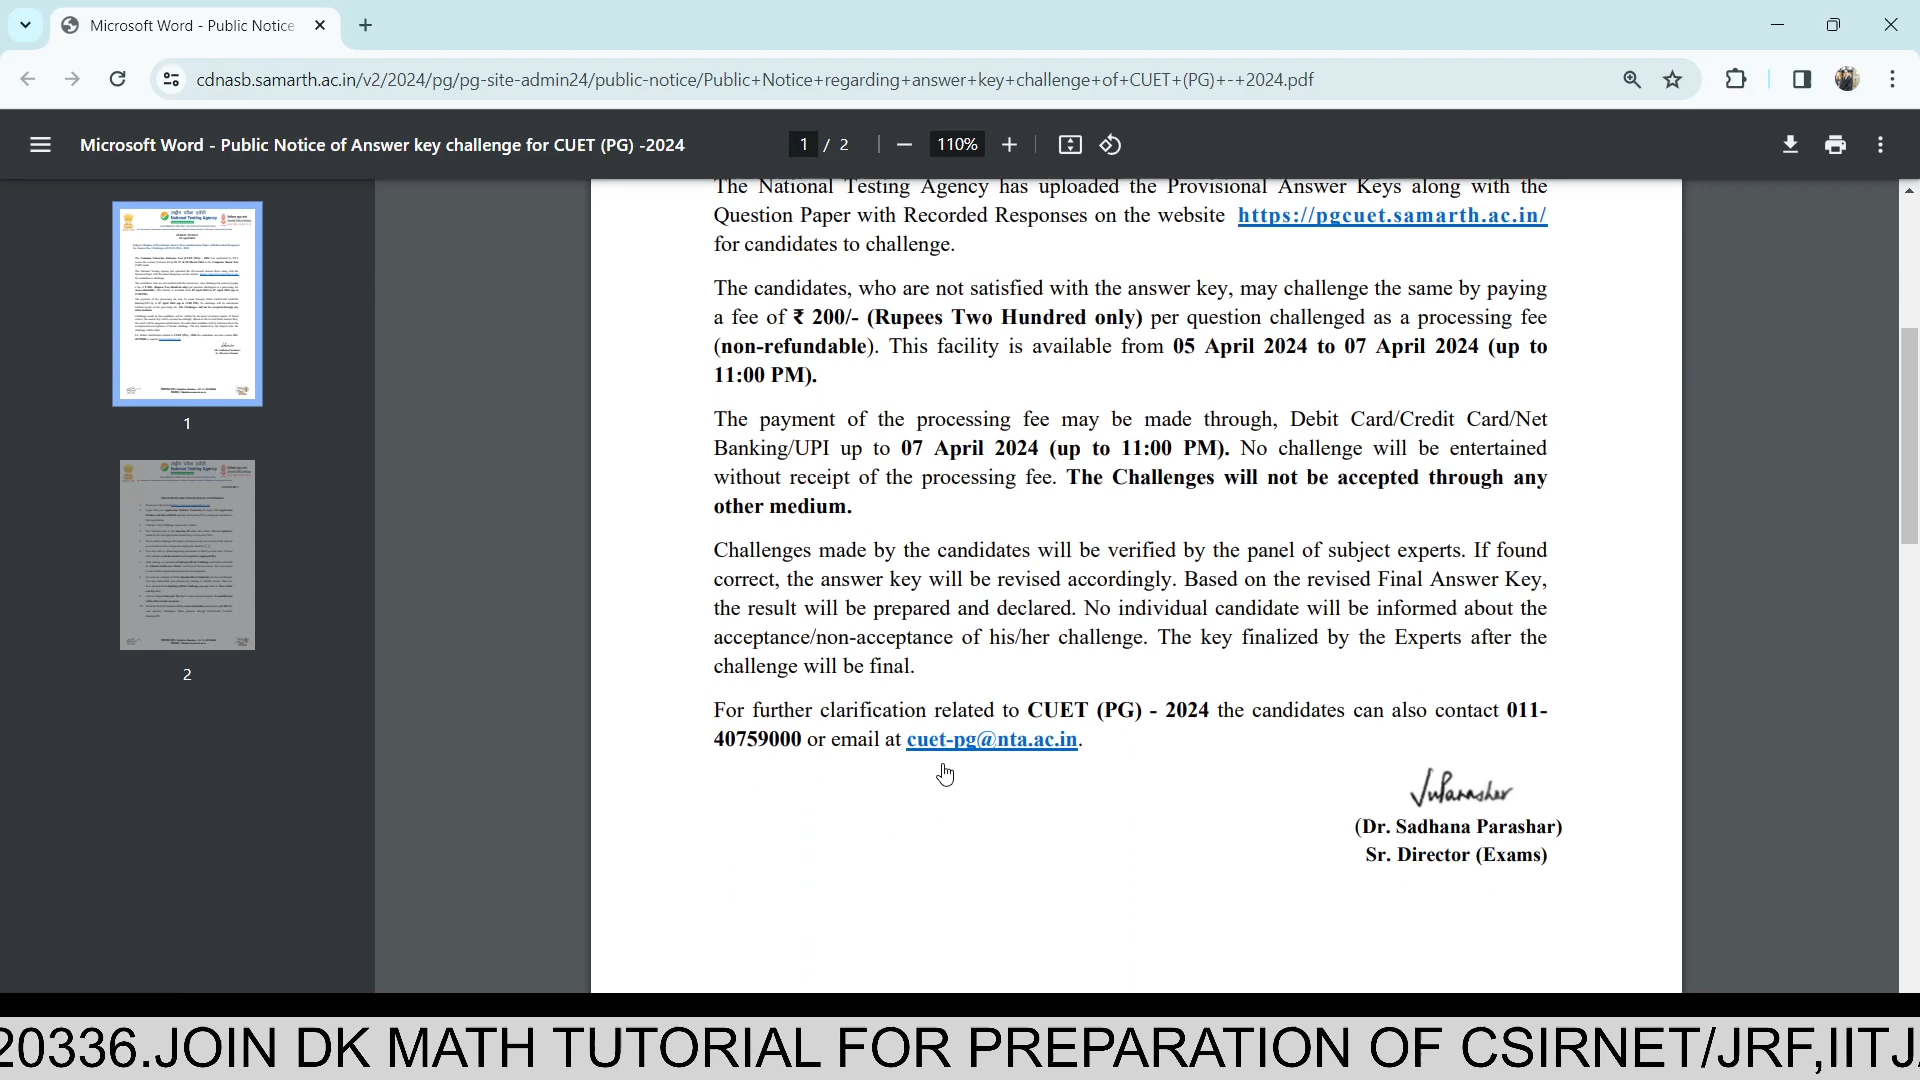 Microsoft Word - Public Notice
cdnasb.samarth.ac.in/v2/2024/pg/pg-site-admin24/public-notice/Public+Notice+regarding+answer+key+challenge+of+CUET+(PG)+-+2024.pdf
Microsoft Word - Public Notice of Answer key challenge for CUET (PG) -2024
1 / 2
110%
The National Testing Agency has uploaded the Provisional Answer Keys along with the
Question Paper with Recorded Responses on the website https://pgcuet.samarth.ac.in/
for candidates to challenge.
The candidates, who are not satisfied with the answer key, may challenge the same by paying
a fee of ₹ 200/- (Rupees Two Hundred only) per question challenged as a processing fee
(non-refundable). This facility is available from 05 April 2024 to 07 April 2024 (up to
11:00 PM).
The payment of the processing fee may be made through, Debit Card/Credit Card/Net
Banking/UPI up to 07 April 2024 (up to 11:00 PM). No challenge will be entertained
without receipt of the processing fee. The Challenges will not be accepted through any
other medium.
Challenges made by the candidates will be verified by the panel of subject experts. If found
correct, the answer key will be revised accordingly. Based on the revised Final Answer Key,
the result will be prepared and declared. No individual candidate will be informed about the
acceptance/non-acceptance of his/her challenge. The key finalized by the Experts after the
challenge will be final.
For further clarification related to CUET (PG) - 2024 the candidates can also contact 011-
40759000 or email at cuet-pg@nta.ac.in.
(Dr. Sadhana Parashar)
Sr. Director (Exams)
1
2
20336.JOIN DK MATH TUTORIAL FOR PREPARATION OF CSIRNET/JRF,IITJ